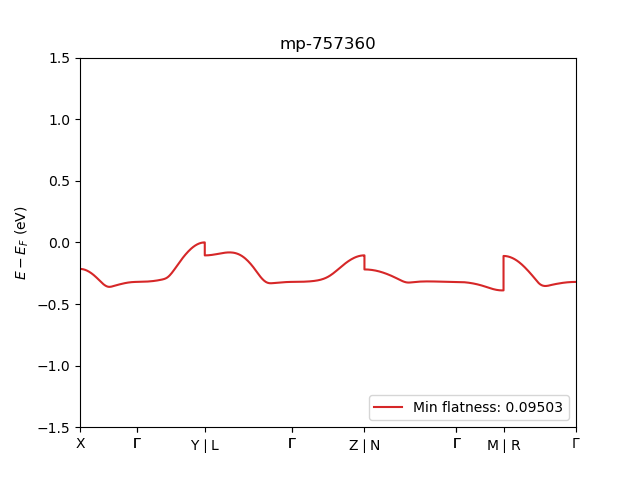 mp-757360
E − E_F (eV)
1.5
1.0
0.5
0.0
−0.5
−1.0
−1.5
Min flatness: 0.09503
X Γ Y | L Γ Z | N Γ M | R Γ